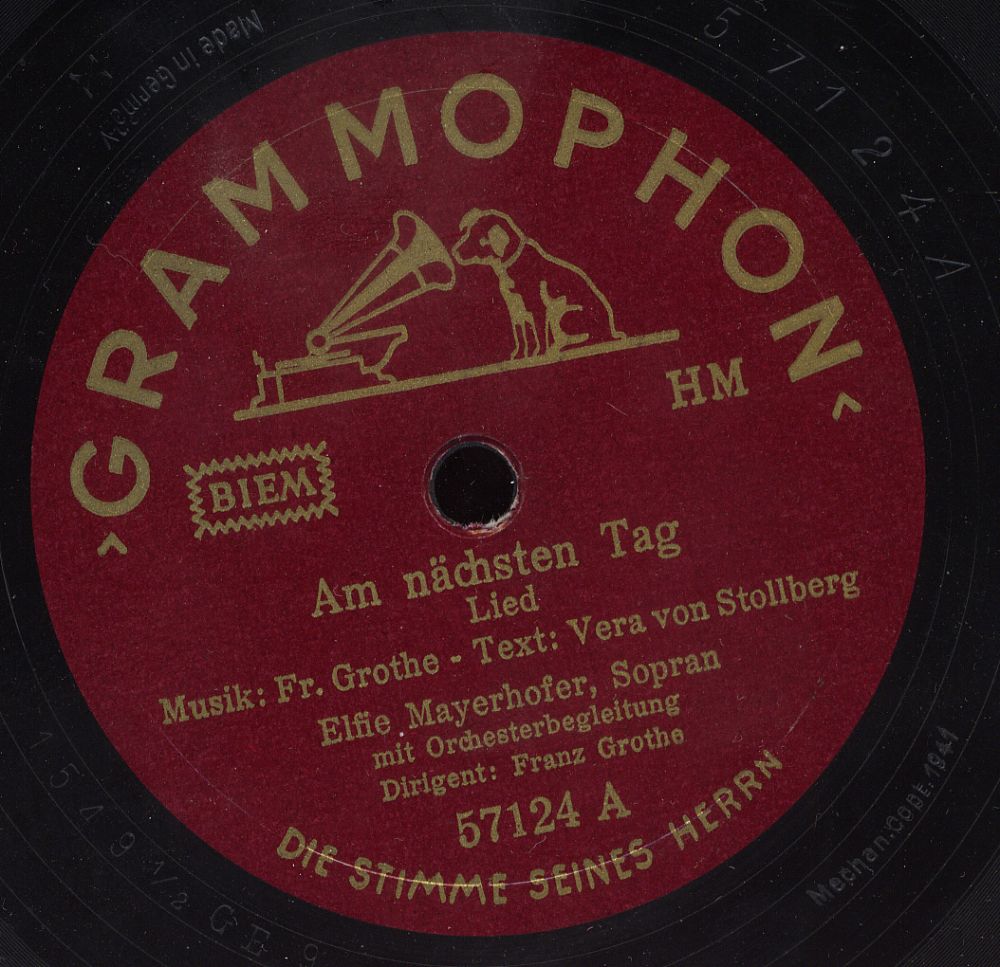 Made in Germany
57124 A
>GRAMMOPHON<
HM
BIEM
Am nächsten Tag
Lied
Musik: Fr. Grothe - Text: Vera von Stollberg
Elfie Mayerhofer, Sopran
mit Orchesterbegleitung
Dirigent: Franz Grothe
57124 A
DIE STIMME SEINES HERRN
Mechan.COPR.1941